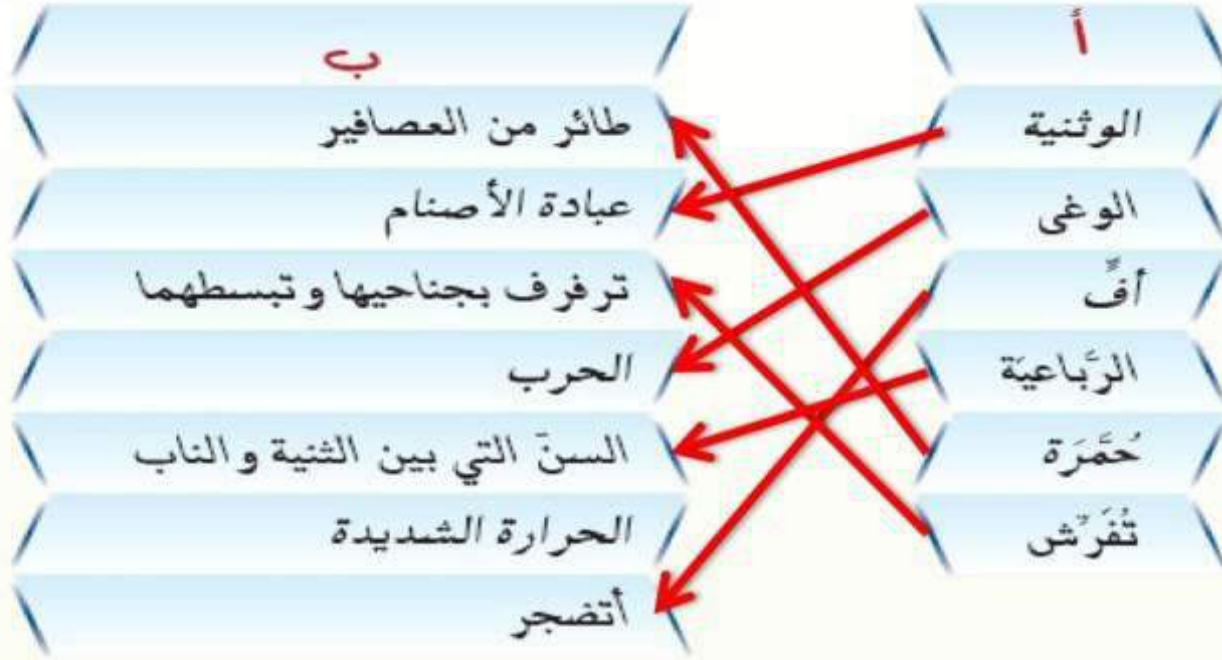 أ ب
الوثنية طائر من العصافير
الوغى عبادة الأصنام
أفٍّ ترفرف بجناحيها وتبسطهما
الرَّباعيَة الحرب
حُمَّرَة السنّ التي بين الثنية والناب
تُفَرِّش الحرارة الشديدة
أتضجر